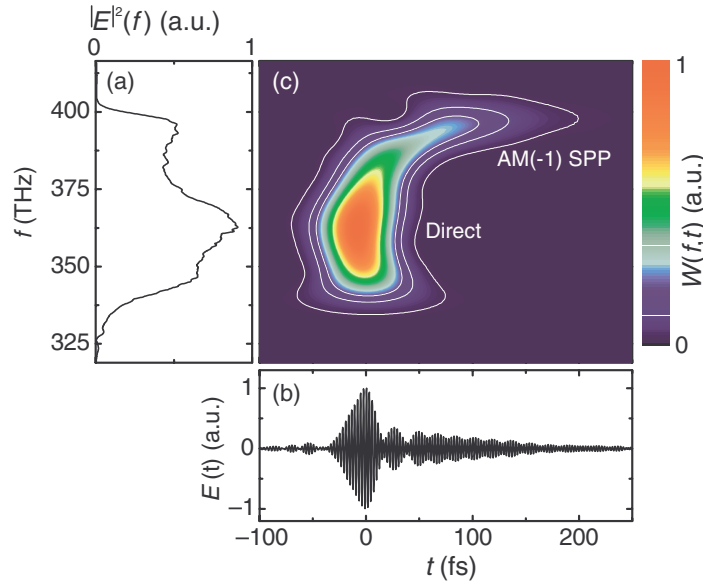 |E|²(f) (a.u.)
0 1
(a)
400
375
350
325
f (THz)
(c)
AM(-1) SPP
Direct
1
0
W(f,t) (a.u.)
(b)
1
0
−1
E (t) (a.u.)
−100 0 100 200
t (fs)